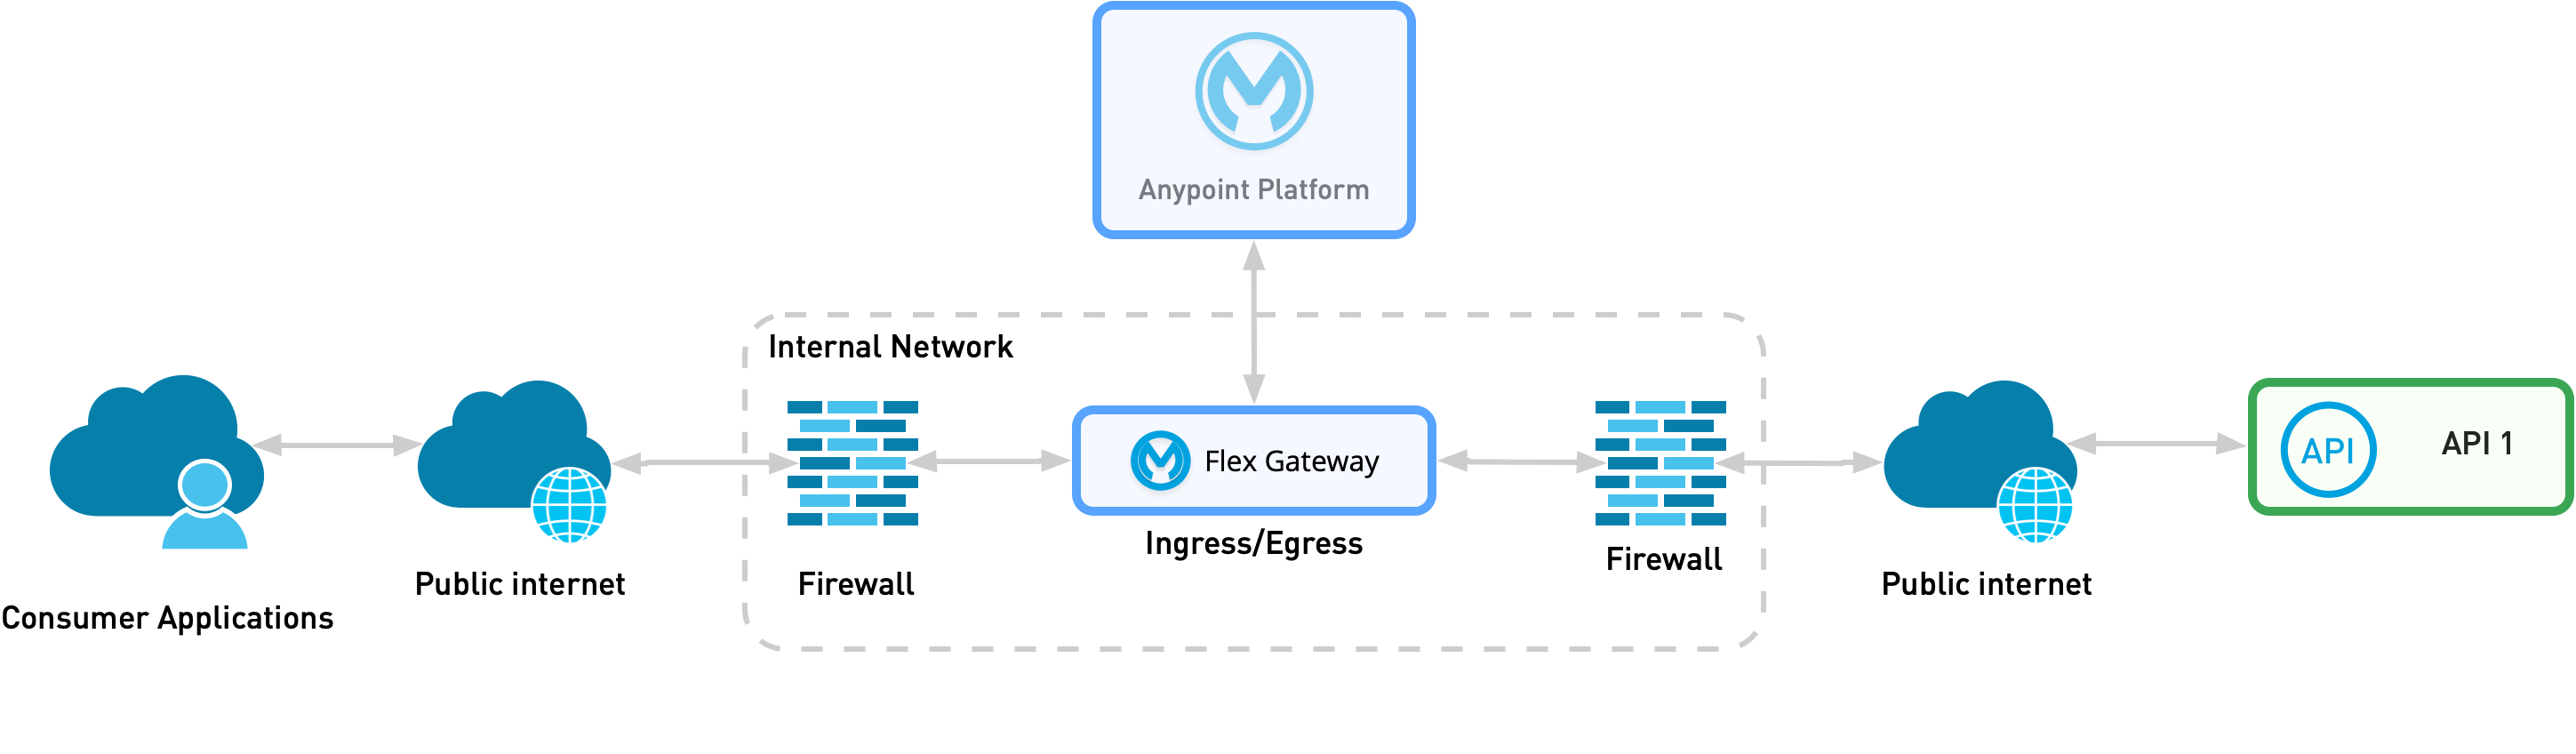 Anypoint Platform
Internal Network
Flex Gateway
API
API 1
Ingress/Egress
Firewall
Firewall
Public internet
Public internet
Consumer Applications